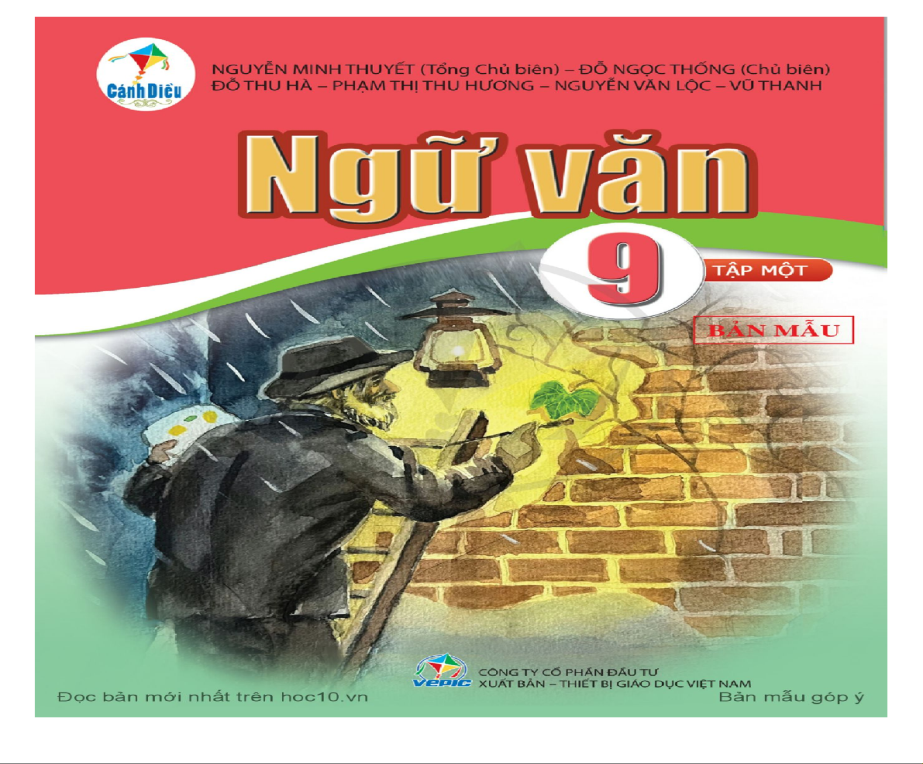 Cánh Diều
NGUYỄN MINH THUYẾT (Tổng Chủ biên) – ĐỖ NGỌC THỐNG (Chủ biên)
ĐỖ THU HÀ – PHẠM THỊ THU HƯƠNG – NGUYỄN VĂN LỘC – VŨ THANH
Ngữ văn
9
TẬP MỘT
BẢN MẪU
VEPIC
CÔNG TY CỔ PHẦN ĐẦU TƯ
XUẤT BẢN – THIẾT BỊ GIÁO DỤC VIỆT NAM
Đọc bản mới nhất trên hoc10.vn
Bản mẫu góp ý